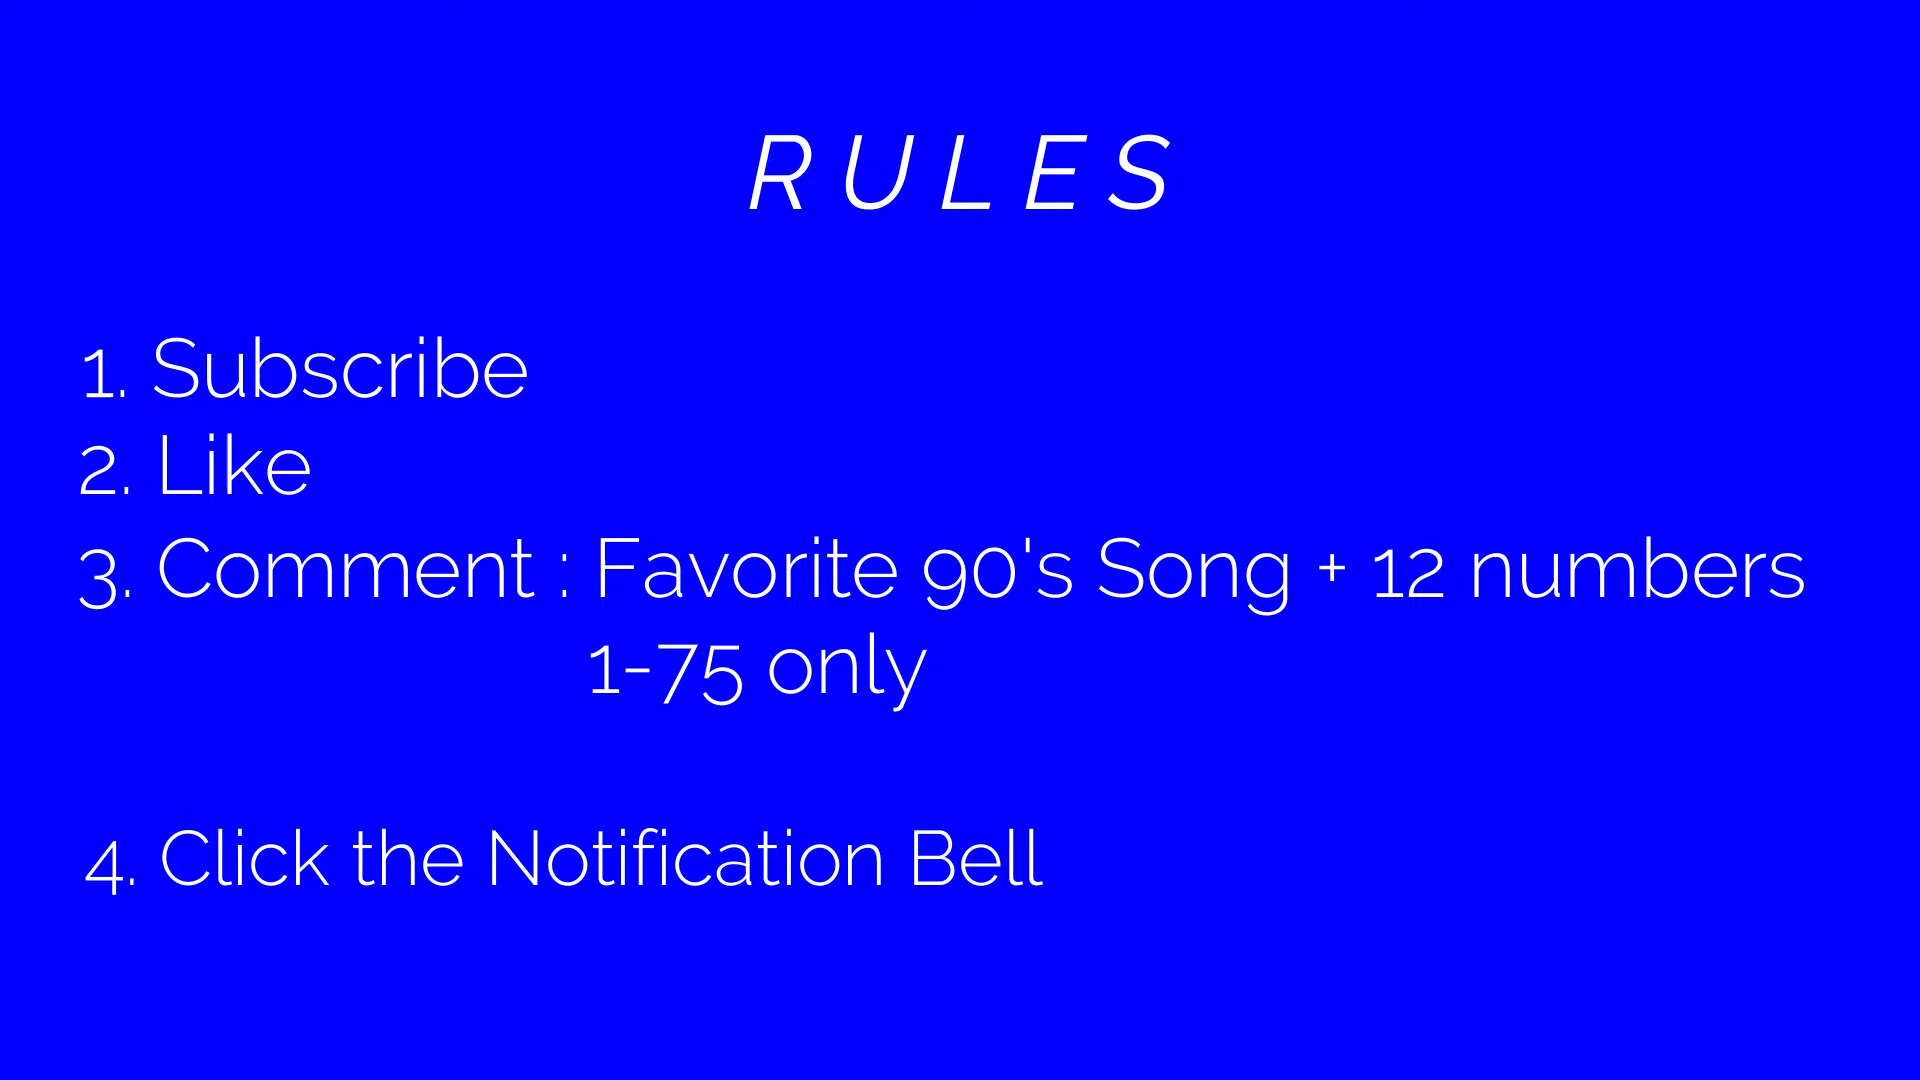 RULES
1. Subscribe
2. Like
3. Comment : Favorite 90's Song + 12 numbers
1-75 only
4. Click the Notification Bell